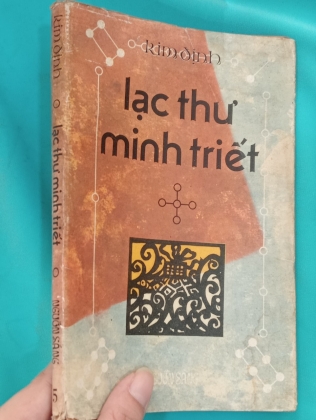 kim định
lạc thư
minh triết
kim định
lạc thư minh triết